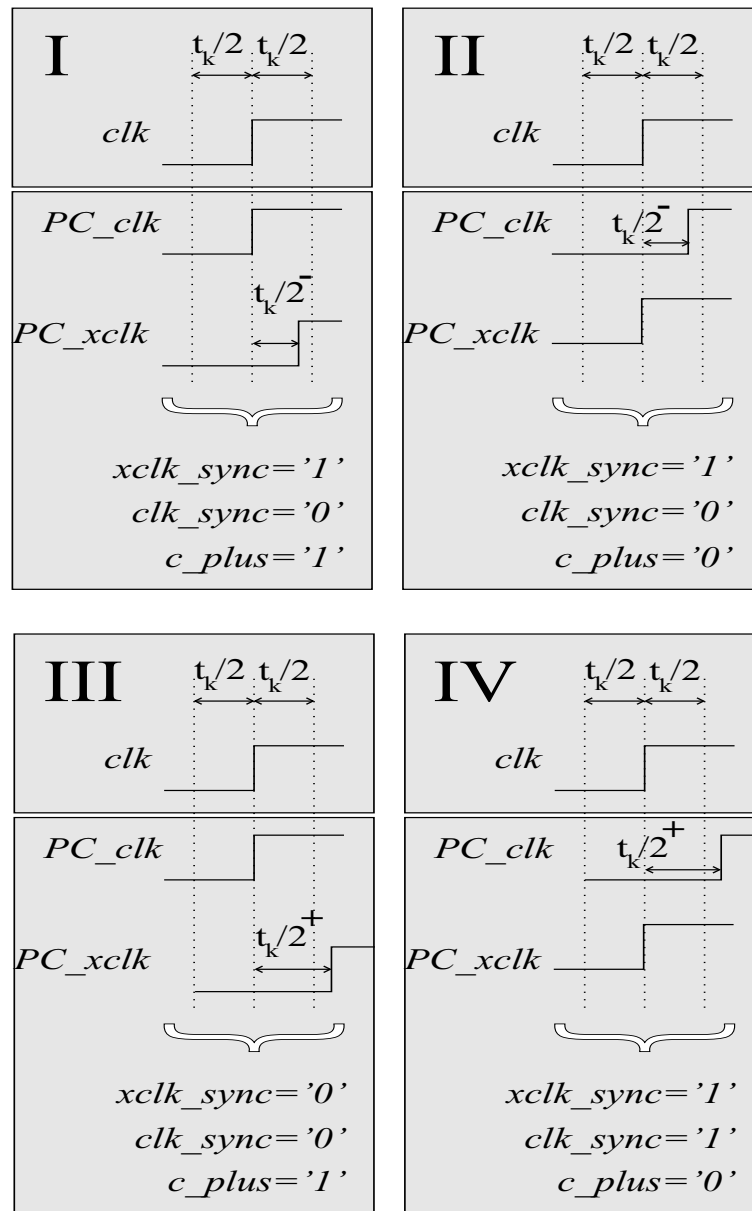 I
t_k/2 t_k/2
clk
PC_clk
t_k/2^-
PC_xclk
xclk_sync='1'
clk_sync='0'
c_plus='1'
II
t_k/2 t_k/2
clk
PC_clk
t_k/2^-
PC_xclk
xclk_sync='1'
clk_sync='0'
c_plus='0'
III
t_k/2 t_k/2
clk
PC_clk
t_k/2^+
PC_xclk
xclk_sync='0'
clk_sync='0'
c_plus='1'
IV
t_k/2 t_k/2
clk
PC_clk
t_k/2^+
PC_xclk
xclk_sync='1'
clk_sync='1'
c_plus='0'